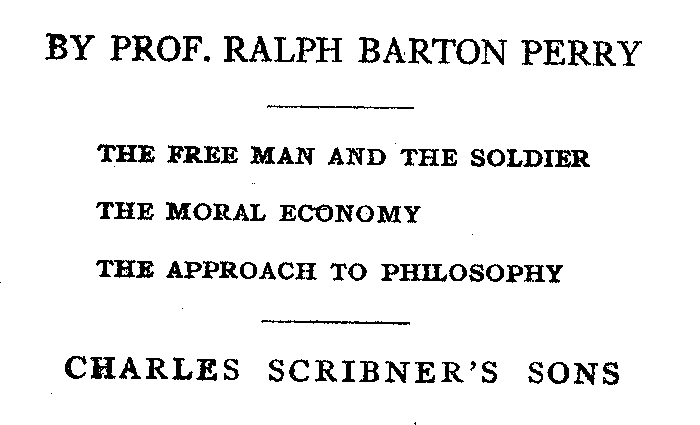 BY PROF. RALPH BARTON PERRY
THE FREE MAN AND THE SOLDIER
THE MORAL ECONOMY
THE APPROACH TO PHILOSOPHY
CHARLES SCRIBNER'S SONS